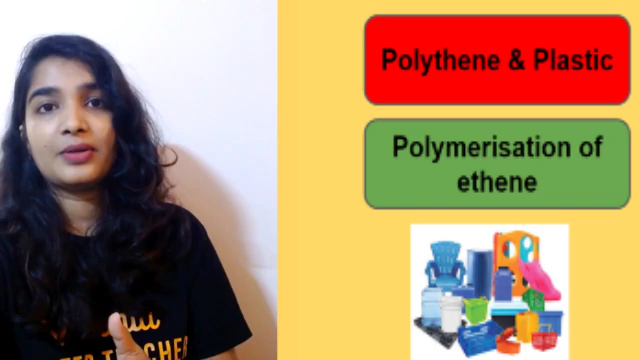 Polythene & Plastic
Polymerisation of
ethene